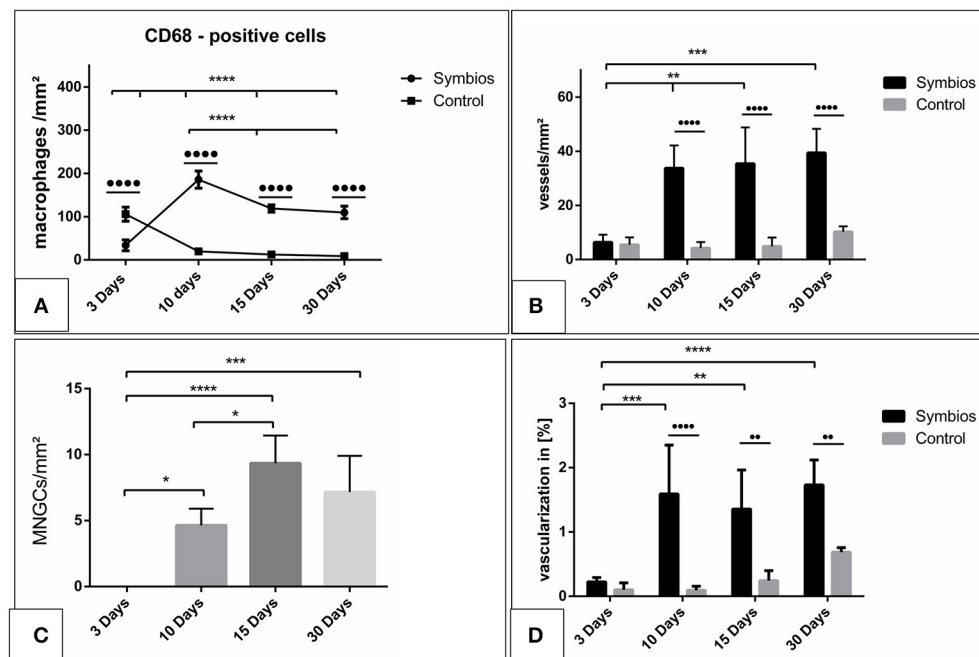 CD68 - positive cells
****
400
Symbios
Control
macrophages /mm²
300
****
●●●●
●●●● ●●●● ●●●●
200
100
0
3 Days 10 days 15 Days 30 Days
A
***
**
60
Symbios
Control
●●●● ●●●● ●●●●
vessels/mm²
40
20
0
3 Days 10 Days 15 Days 30 Days
B
***
****
15
*
MNGCs/mm²
10
*
5
0
3 Days 10 Days 15 Days 30 Days
C
****
**
***
3
Symbios
Control
●●●● ●● ●●
vascularization in [%]
2
1
0
3 Days 10 Days 15 Days 30 Days
D